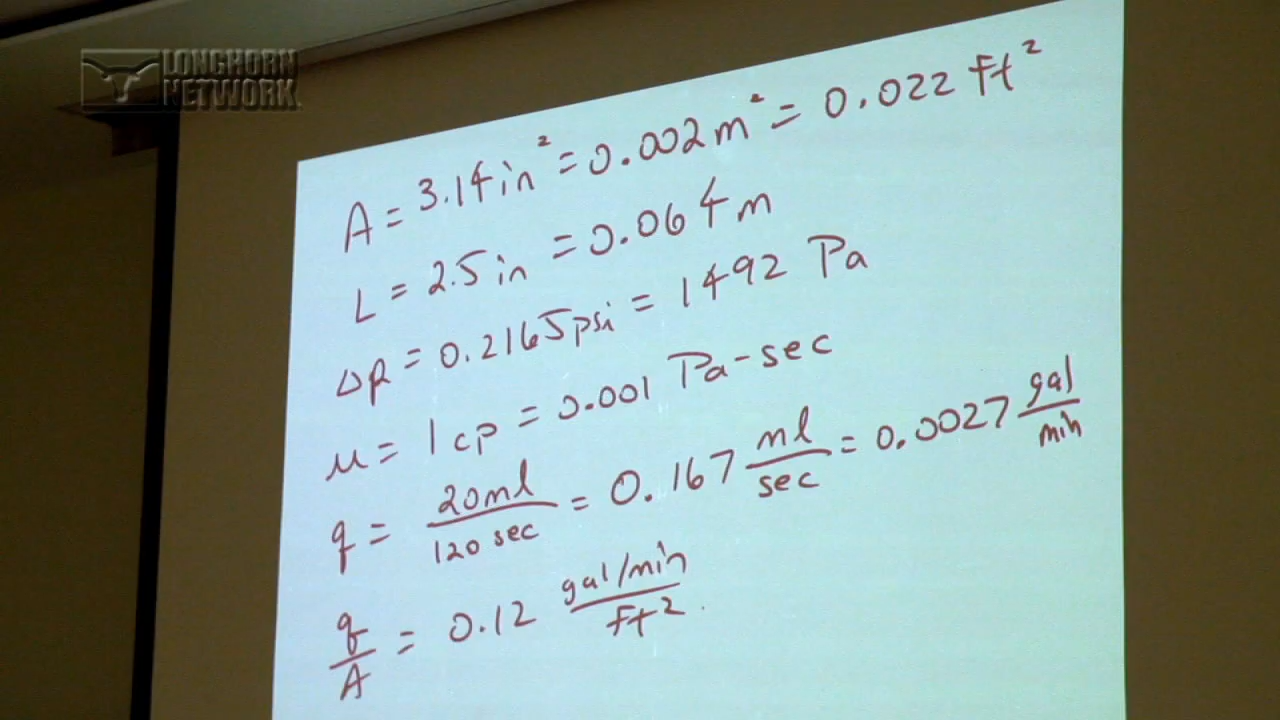 LONGHORN
NETWORK
A = 3.14 in² = 0.002 m² = 0.022 ft²
L = 2.5 in = 0.064 m
Δp = 0.2165 psi = 1492 Pa
μ = 1 cp = 0.001 Pa-sec
q = 20ml/120 sec = 0.167 ml/sec = 0.0027 gal/min
q/A = 0.12 gal/min/ft²